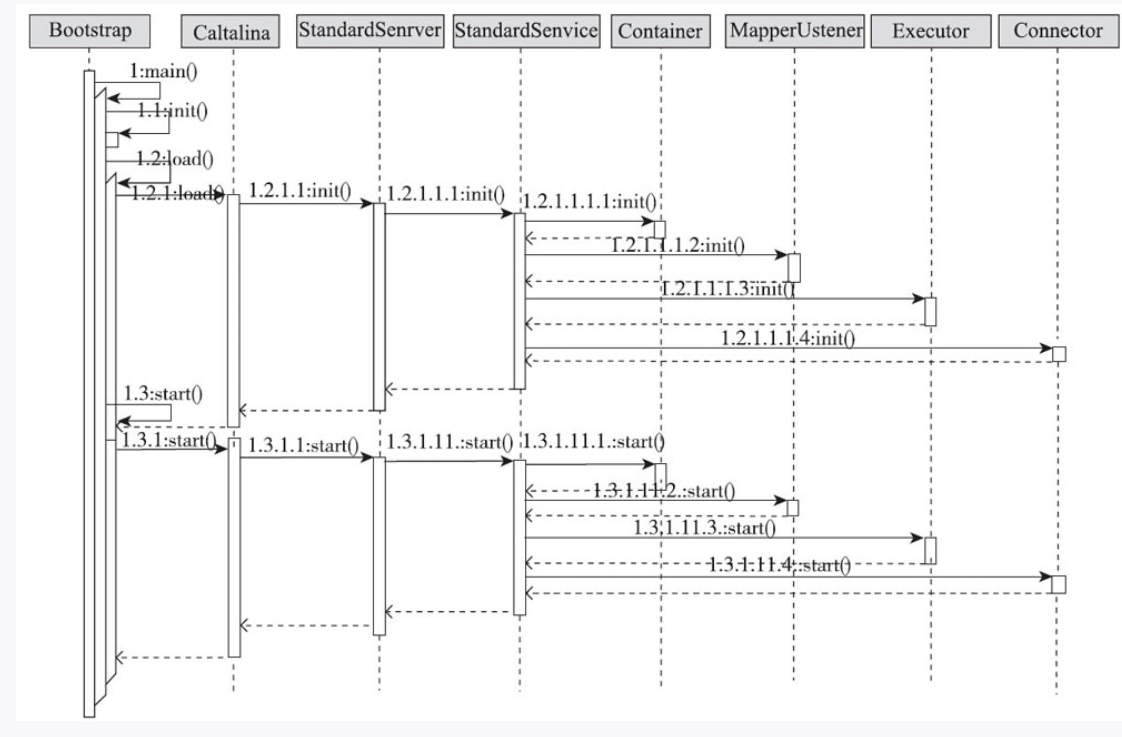 Bootstrap
Caltalina
StandardSenrver
StandardSenvice
Container
MapperUstener
Executor
Connector
1:main()
1.1:init()
1.2:load()
1.2.1:load()
1.2.1.1:init()
1.2.1.1.1:init()
1.2.1.1.1.1:init()
1.2.1.1.1.2:init()
1.2.1.1.1.3:init()
1.2.1.1.1.4:init()
1.3:start()
1.3.1:start()
1.3.1.1:start()
1.3.1.11.:start()
1.3.1.11.1.:start()
1.3.1.11.2.:start()
1.3.1.11.3.:start()
1.3.1.11.4.:start()